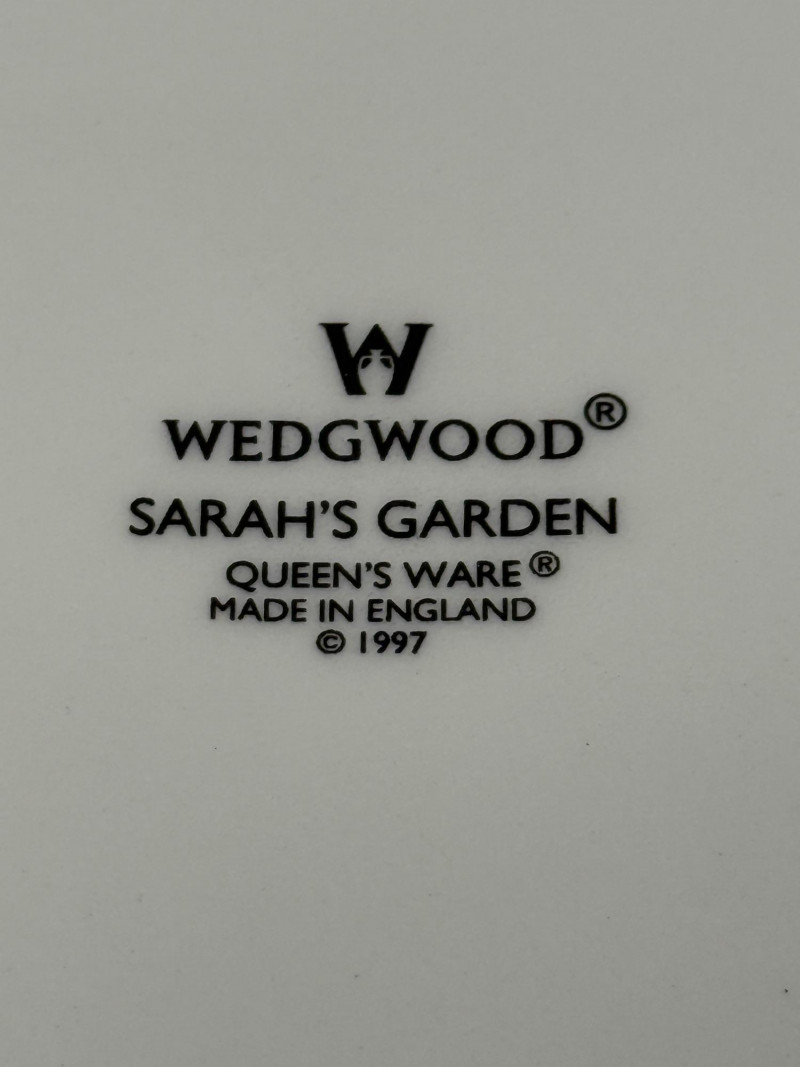 W
WEDGWOOD®
SARAH'S GARDEN
QUEEN'S WARE®
MADE IN ENGLAND
© 1997